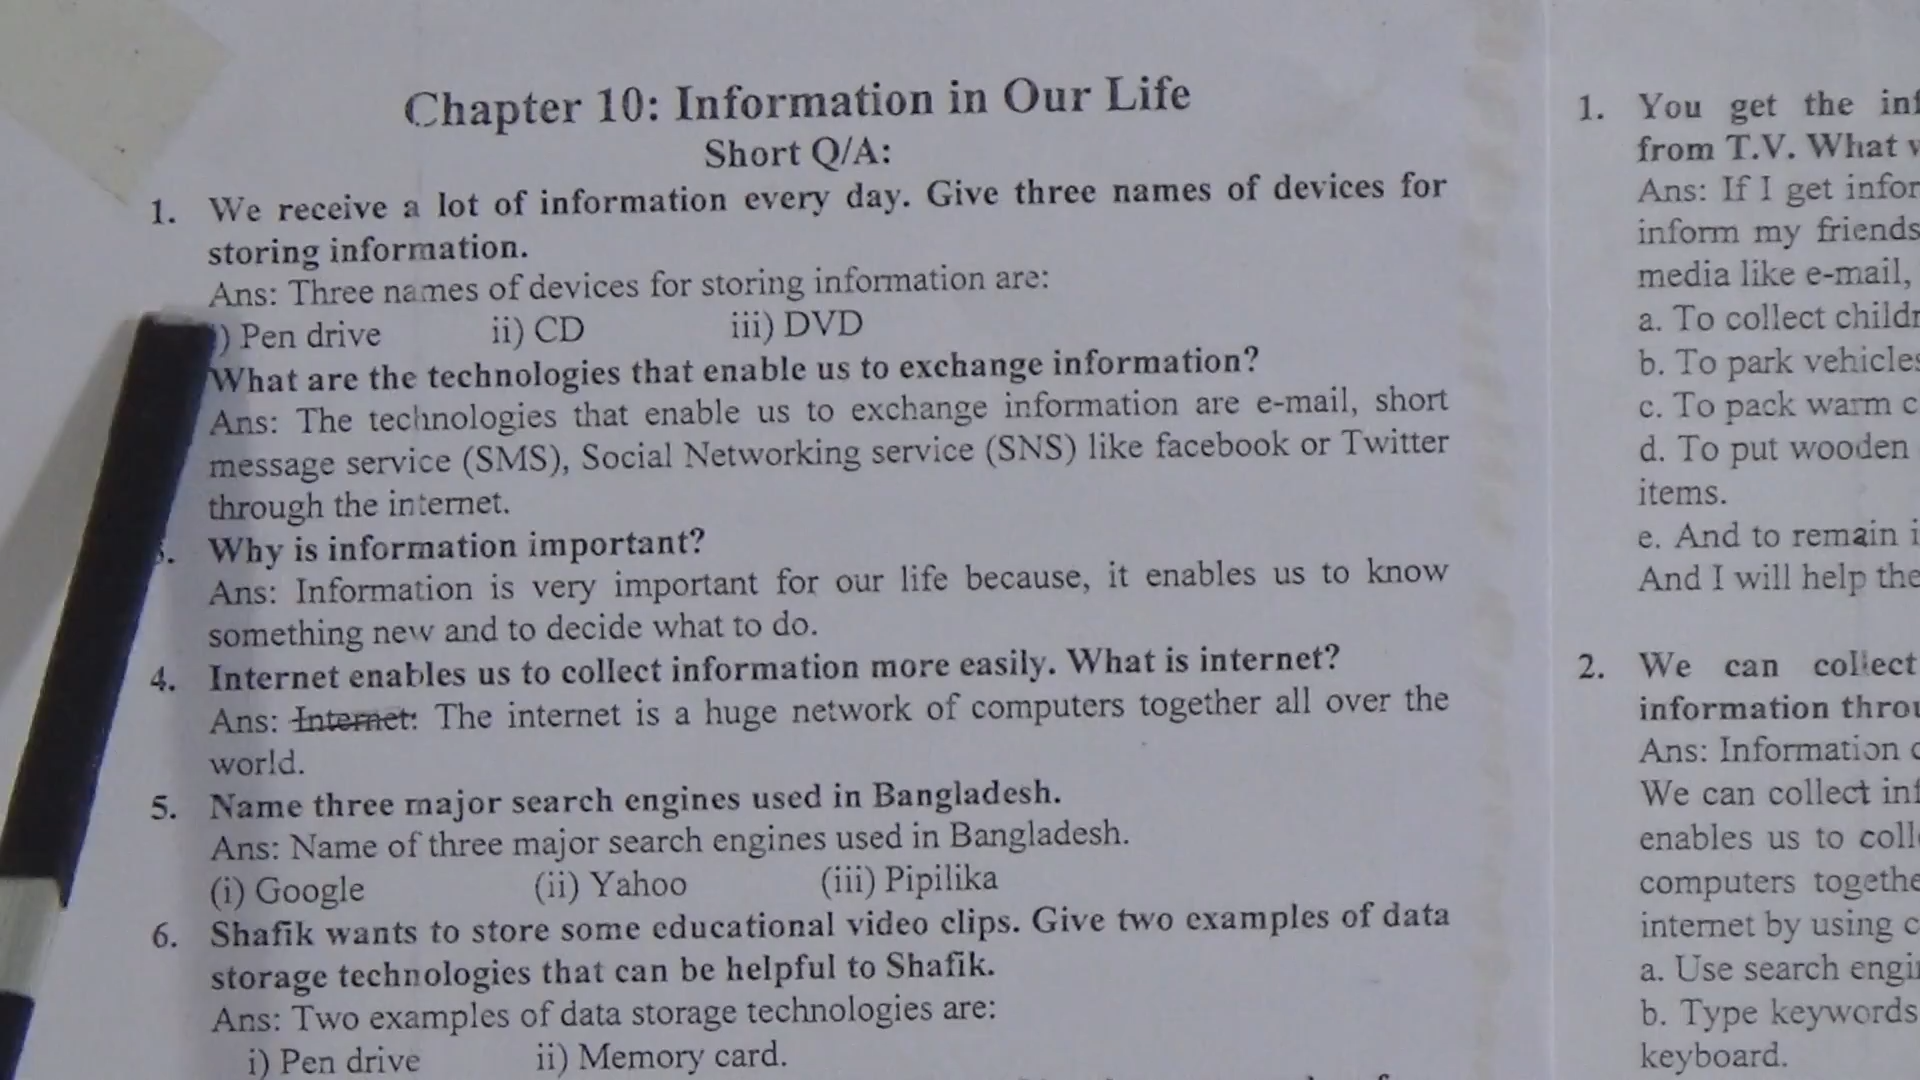 Chapter 10: Information in Our Life
Short Q/A:
1. We receive a lot of information every day. Give three names of devices for
storing information.
Ans: Three names of devices for storing information are:
) Pen drive ii) CD iii) DVD
What are the technologies that enable us to exchange information?
Ans: The technologies that enable us to exchange information are e-mail, short
message service (SMS), Social Networking service (SNS) like facebook or Twitter
through the internet.
Why is information important?
Ans: Information is very important for our life because, it enables us to know
something new and to decide what to do.
4. Internet enables us to collect information more easily. What is internet?
Ans: Internet: The internet is a huge network of computers together all over the
world.
5. Name three major search engines used in Bangladesh.
Ans: Name of three major search engines used in Bangladesh.
(i) Google (ii) Yahoo (iii) Pipilika
6. Shafik wants to store some educational video clips. Give two examples of data
storage technologies that can be helpful to Shafik.
Ans: Two examples of data storage technologies are:
i) Pen drive ii) Memory card.
1. You get the
from T.V. What
Ans: If I get
inform my friends
media like e-mail,
a. To collect
b. To park vehicles
c. To pack warm
d. To put wooden
items.
e. And to remain
And I will help the
2. We can collect
information
Ans: Information
We can collect
enables us to
computers
internet by using
a. Use search
b. Type keywords
keyboard.